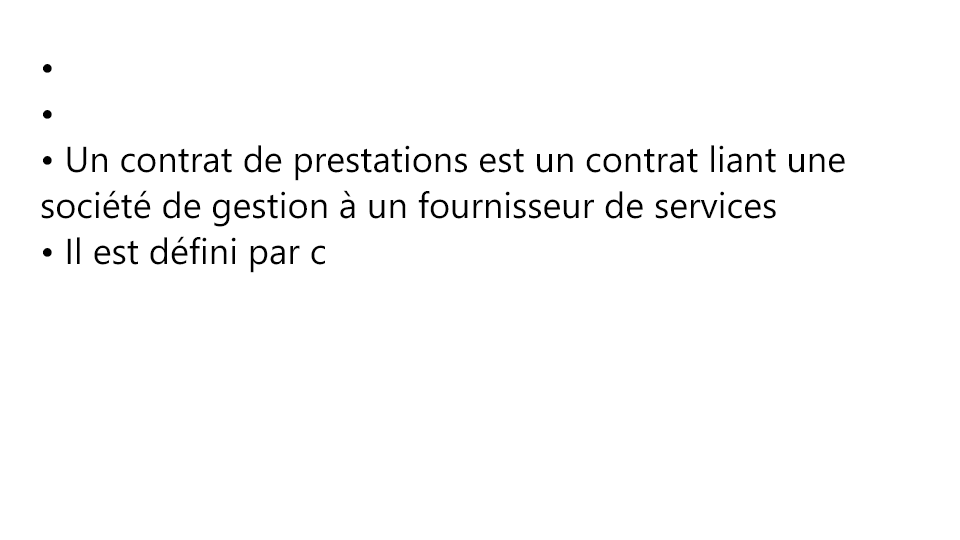 •
•
• Un contrat de prestations est un contrat liant une
société de gestion à un fournisseur de services
• Il est défini par c